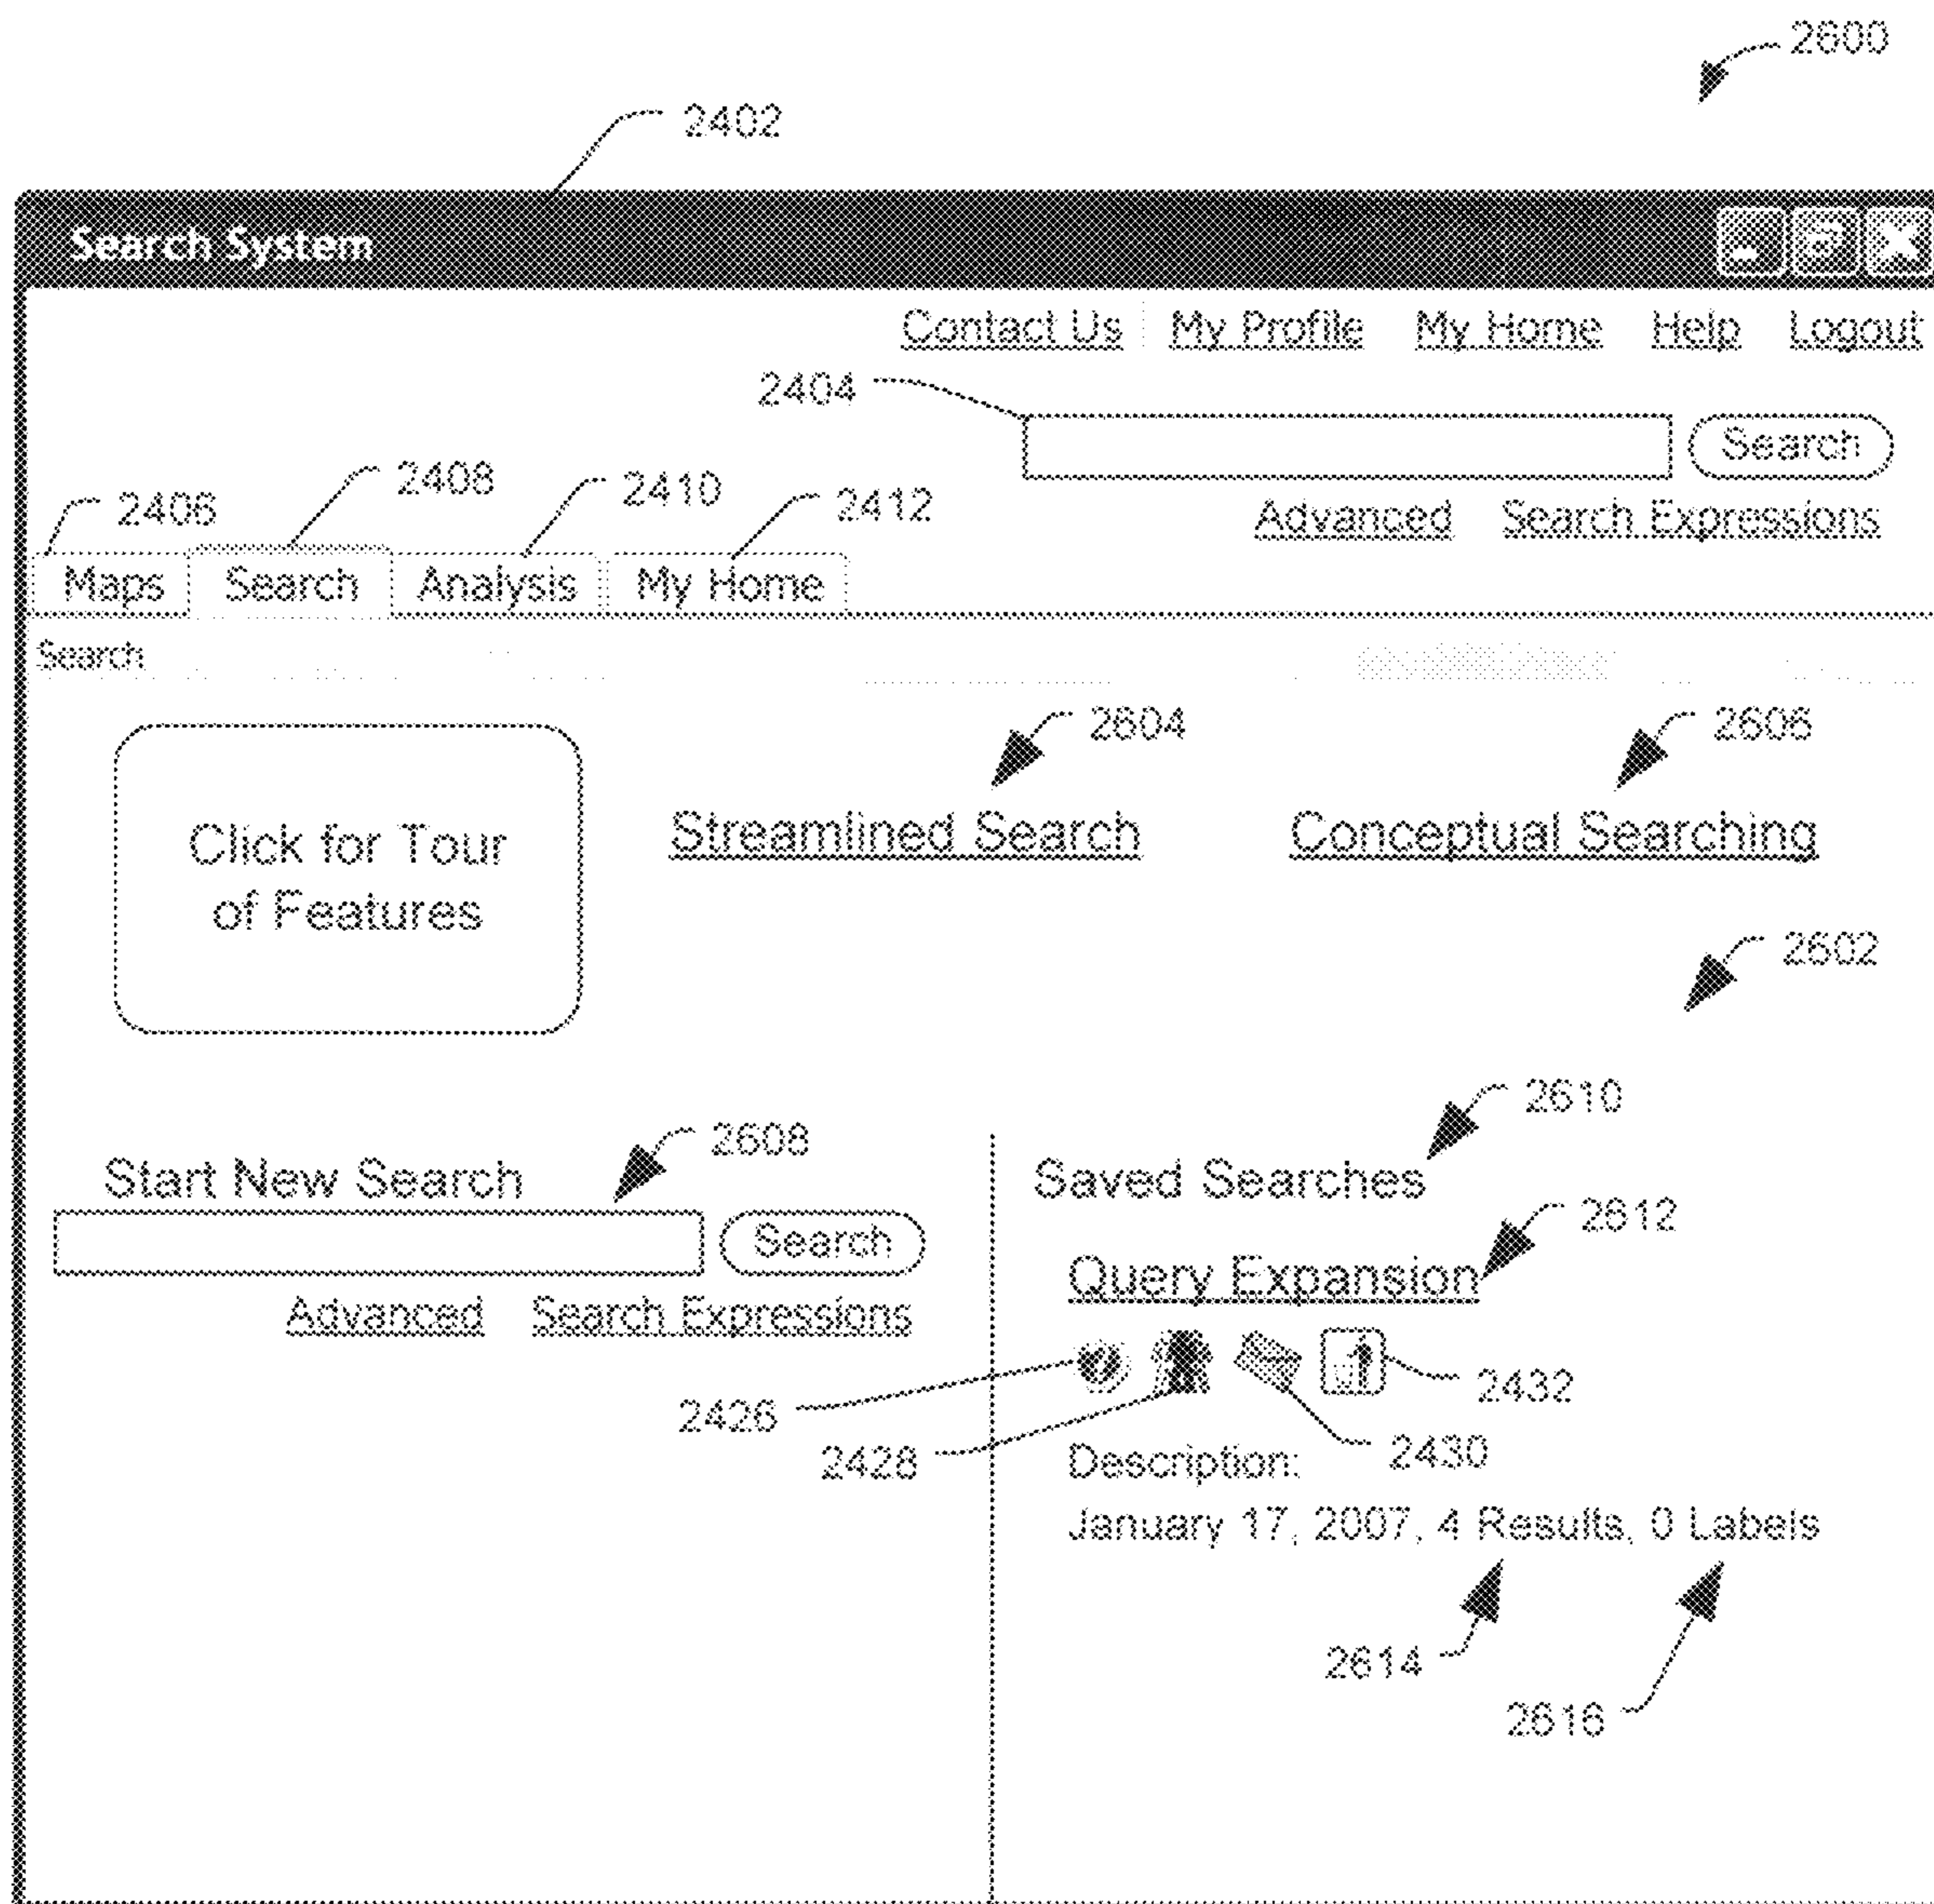 2600
2402
Search System
Contact Us My Profile My Home Help Logout
2404
Search
2406 2408 2410 2412
Advanced Search Expressions
Maps Search Analysis My Home
Search
2604 2606
Click for Tour
of Features
Streamlined Search Conceptual Searching
2602
2610
2608
Start New Search
Saved Searches
2612
Search
Query Expansion
Advanced Search Expressions
2432
2426
2430
2428
Description:
January 17, 2007, 4 Results, 0 Labels
2614
2616